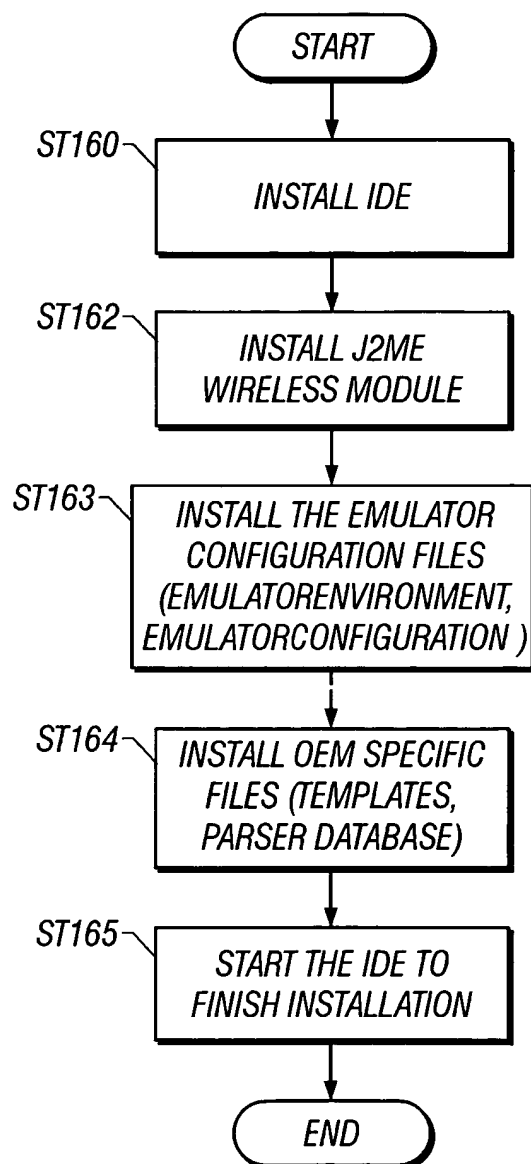 START
ST160
INSTALL IDE
ST162
INSTALL J2ME
WIRELESS MODULE
ST163
INSTALL THE EMULATOR
CONFIGURATION FILES
(EMULATORENVIRONMENT,
EMULATORCONFIGURATION )
ST164
INSTALL OEM SPECIFIC
FILES (TEMPLATES,
PARSER DATABASE)
ST165
START THE IDE TO
FINISH INSTALLATION
END